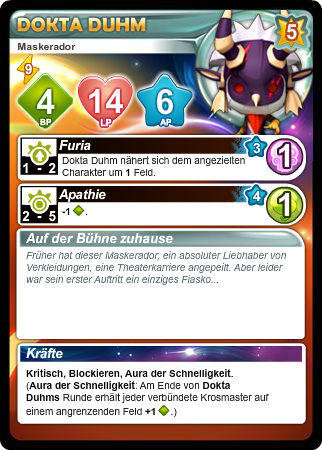 DOKTA DUHM
5
Maskerador
9
4
BP
14
LP
6
AP
Furia
3
1
1 - 2
Dokta Duhm nähert sich dem angezielten
Charakter um 1 Feld.
Apathie
4
1
2 - 5
-1
Auf der Bühne zuhause
Früher hat dieser Maskerador, ein absoluter Liebhaber von
Verkleidungen, eine Theaterkarriere angepeilt. Aber leider
war sein erster Auftritt ein einziges Fiasko...
Kräfte
Kritisch, Blockieren, Aura der Schnelligkeit.
(Aura der Schnelligkeit: Am Ende von Dokta
Duhms Runde erhält jeder verbündete Krosmaster auf
einem angrenzenden Feld +1 .)